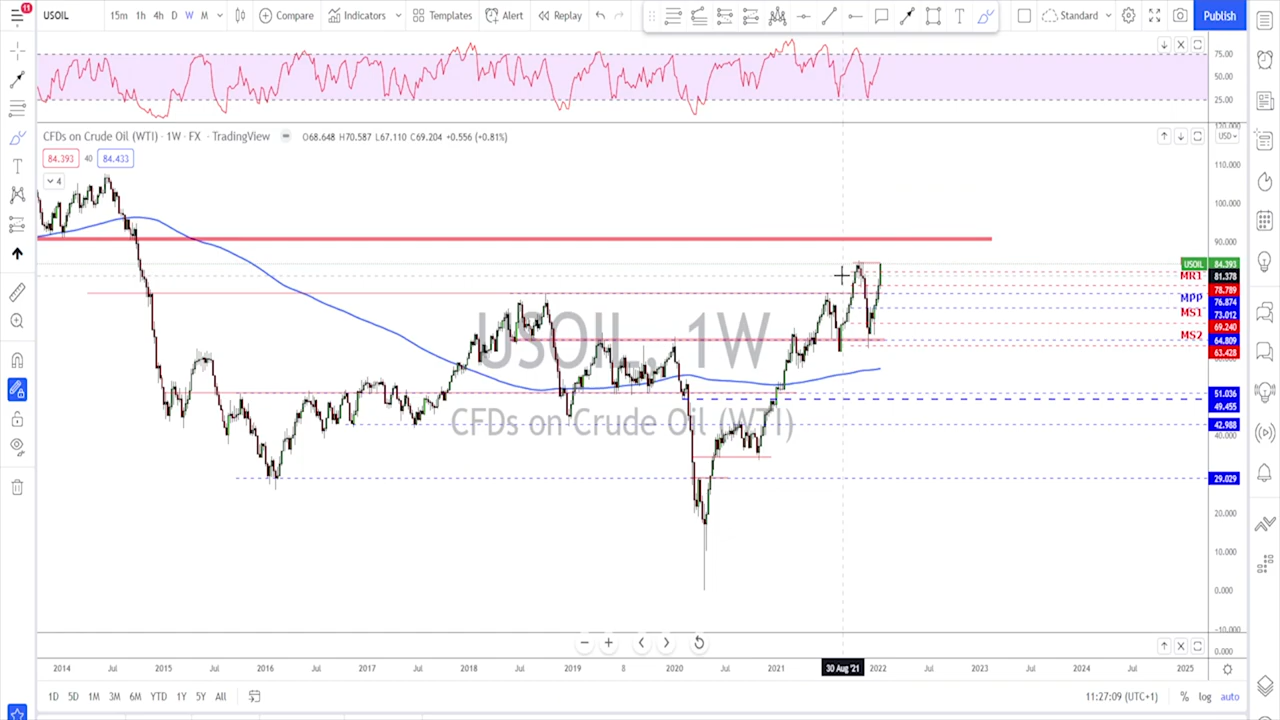 USOIL 15m 1h 4h D W M Compare Indicators Templates Alert Replay Standard Publish
75.00
50.00
25.00
CFDs on Crude Oil (WTI) · 1W · FX · TradingView O68.648 H70.587 L67.110 C69.204 +0.556 (+0.81%)
120.000
USD
84.393 40 84.433
110.000
4
100.000
90.000
USOIL 84.393
MR1 81.378
78.789
MPP 76.874
MS1 73.012
69.240
MS2 64.809
63.428
USOIL, 1W
CFDs on Crude Oil (WTI)
51.036
49.455
42.988
40.000
29.029
20.000
10.000
0.000
-10.000
0.000
2014 Jul 2015 Jul 2016 Jul 2017 Jul 2018 Jul 2019 8 2020 Jul 2021 30 Aug '21 2022 Jul 2023 Jul 2024 Jul 2025
1D 5D 1M 3M 6M YTD 1Y 5Y All 11:27:09 (UTC+1) % log auto